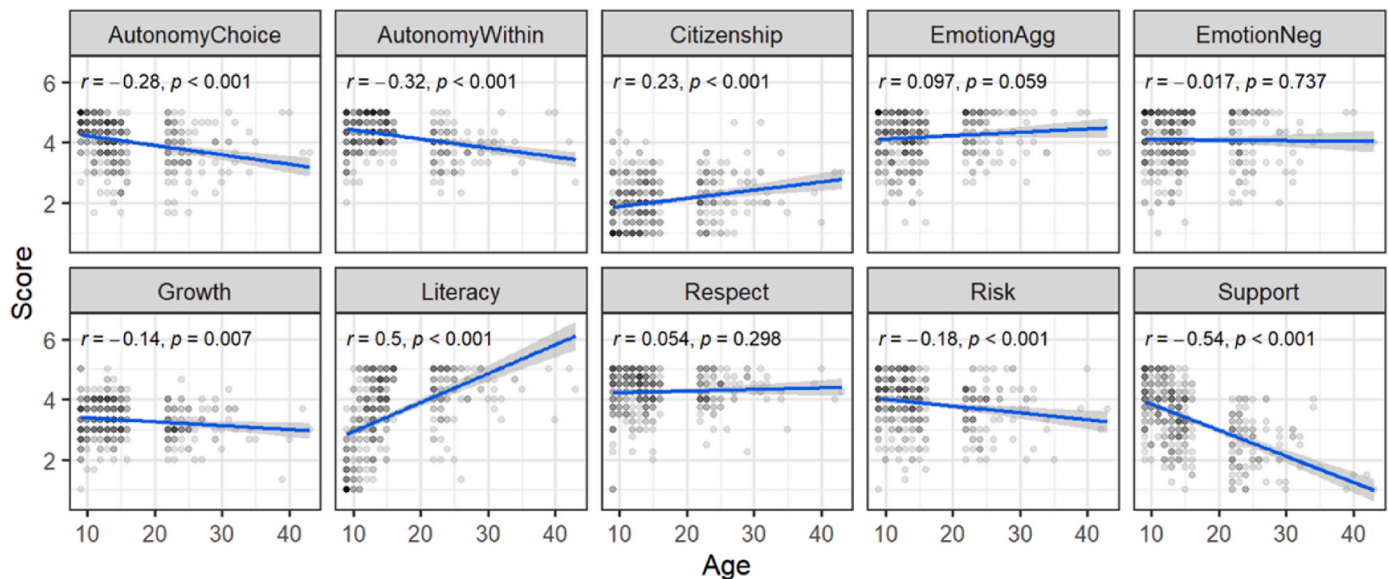 AutonomyChoice AutonomyWithin Citizenship EmotionAgg EmotionNeg
r = −0.28, p < 0.001 r = −0.32, p < 0.001 r = 0.23, p < 0.001 r = 0.097, p = 0.059 r = −0.017, p = 0.737
6
4
2
Score
Growth Literacy Respect Risk Support
r = −0.14, p = 0.007 r = 0.5, p < 0.001 r = 0.054, p = 0.298 r = −0.18, p < 0.001 r = −0.54, p < 0.001
6
4
2
10 20 30 40 10 20 30 40 10 20 30 40 10 20 30 40 10 20 30 40
Age